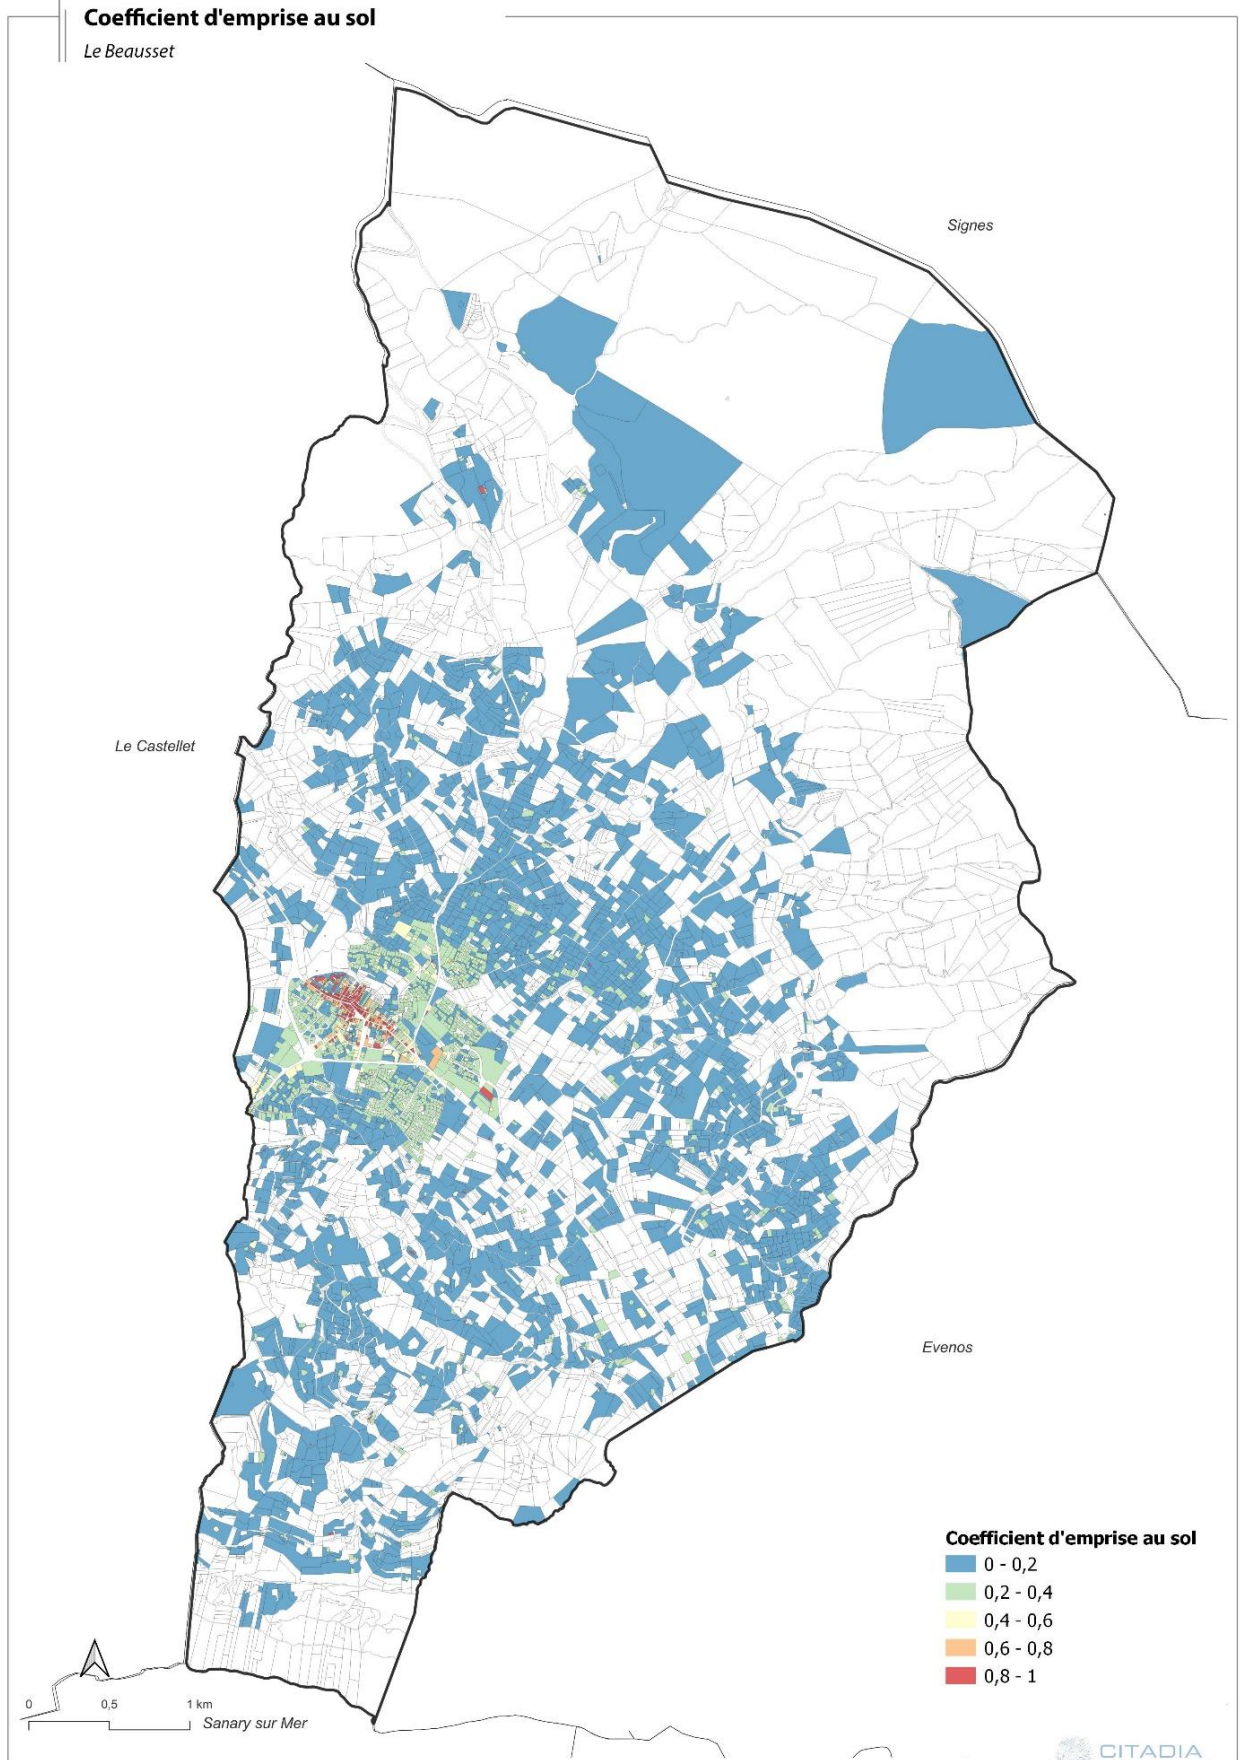 Coefficient d'emprise au sol
Le Beausset
Signes
Le Castellet
Evenos
Coefficient d'emprise au sol
0 - 0,2
0,2 - 0,4
0,4 - 0,6
0,6 - 0,8
0,8 - 1
0 0,5 1 km
Sanary sur Mer
CITADIA